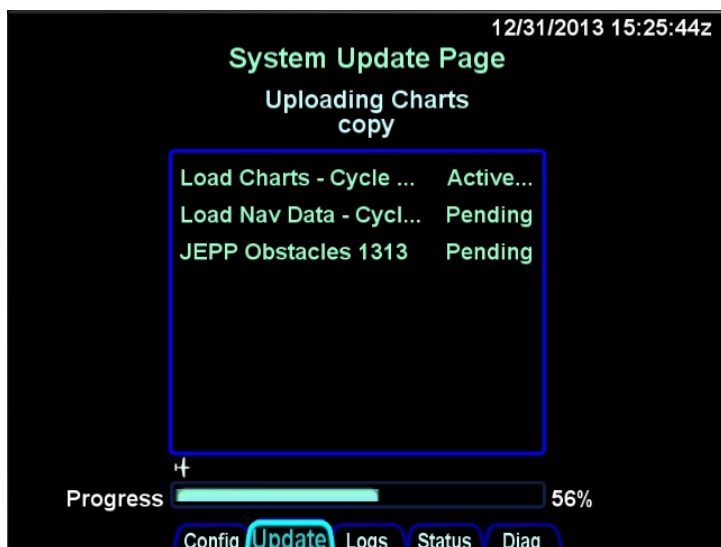 12/31/2013 15:25:44z
System Update Page
Uploading Charts
copy
Load Charts - Cycle ... Active...
Load Nav Data - Cycl... Pending
JEPP Obstacles 1313 Pending
Progress 56%
Config Update Logs Status Diag